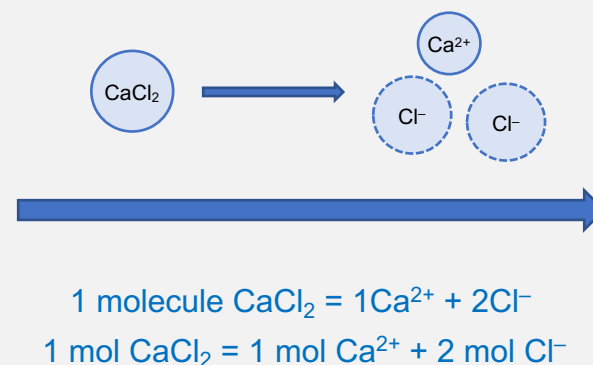 CaCl₂
Ca²⁺
Cl⁻
Cl⁻
1 molecule CaCl₂ = 1Ca²⁺ + 2Cl⁻
1 mol CaCl₂ = 1 mol Ca²⁺ + 2 mol Cl⁻